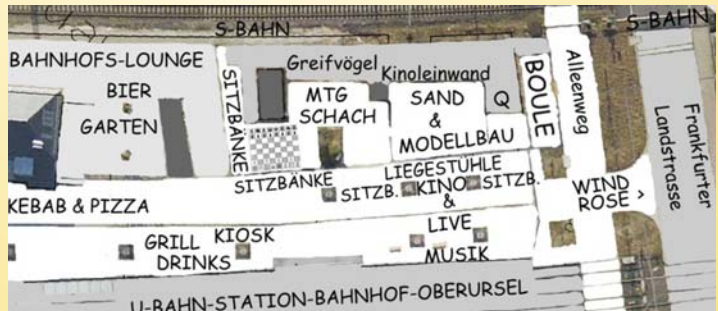 S-BAHN
S-BAHN
BAHNHOFS-LOUNGE
BIER
GARTEN
SITZBÄNKE
Greifvögel
Kinoleinwand
MTG
SCHACH
SAND
&
MODELLBAU
Q
BOULE
Alleenweg
Frankfurter
Landstrasse
SITZBÄNKE
LIEGESTÜHLE
SITZB.
KINO
SITZB.
&
LIVE
MUSIK
WIND
ROSE >
KEBAB & PIZZA
GRILL
DRINKS
KIOSK
U-BAHN-STATION-BAHNHOF-OBERURSEL